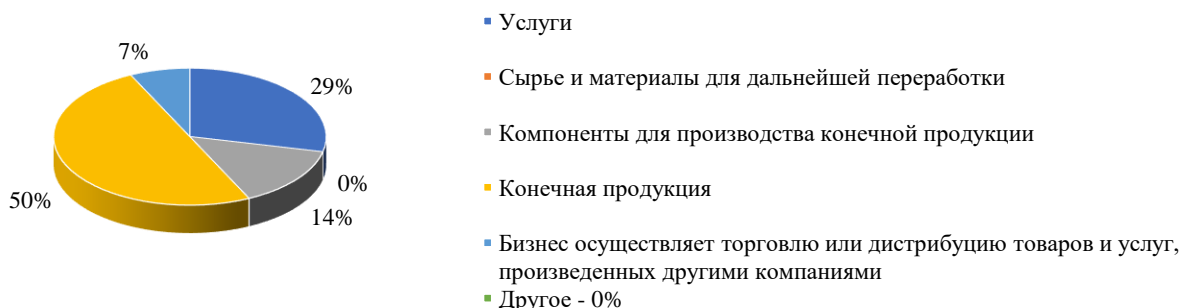 Услуги
7%
29%
Сырье и материалы для дальнейшей переработки
Компоненты для производства конечной продукции
0%
Конечная продукция
50%
14%
Бизнес осуществляет торговлю или дистрибуцию товаров и услуг,
произведенных другими компаниями
Другое - 0%